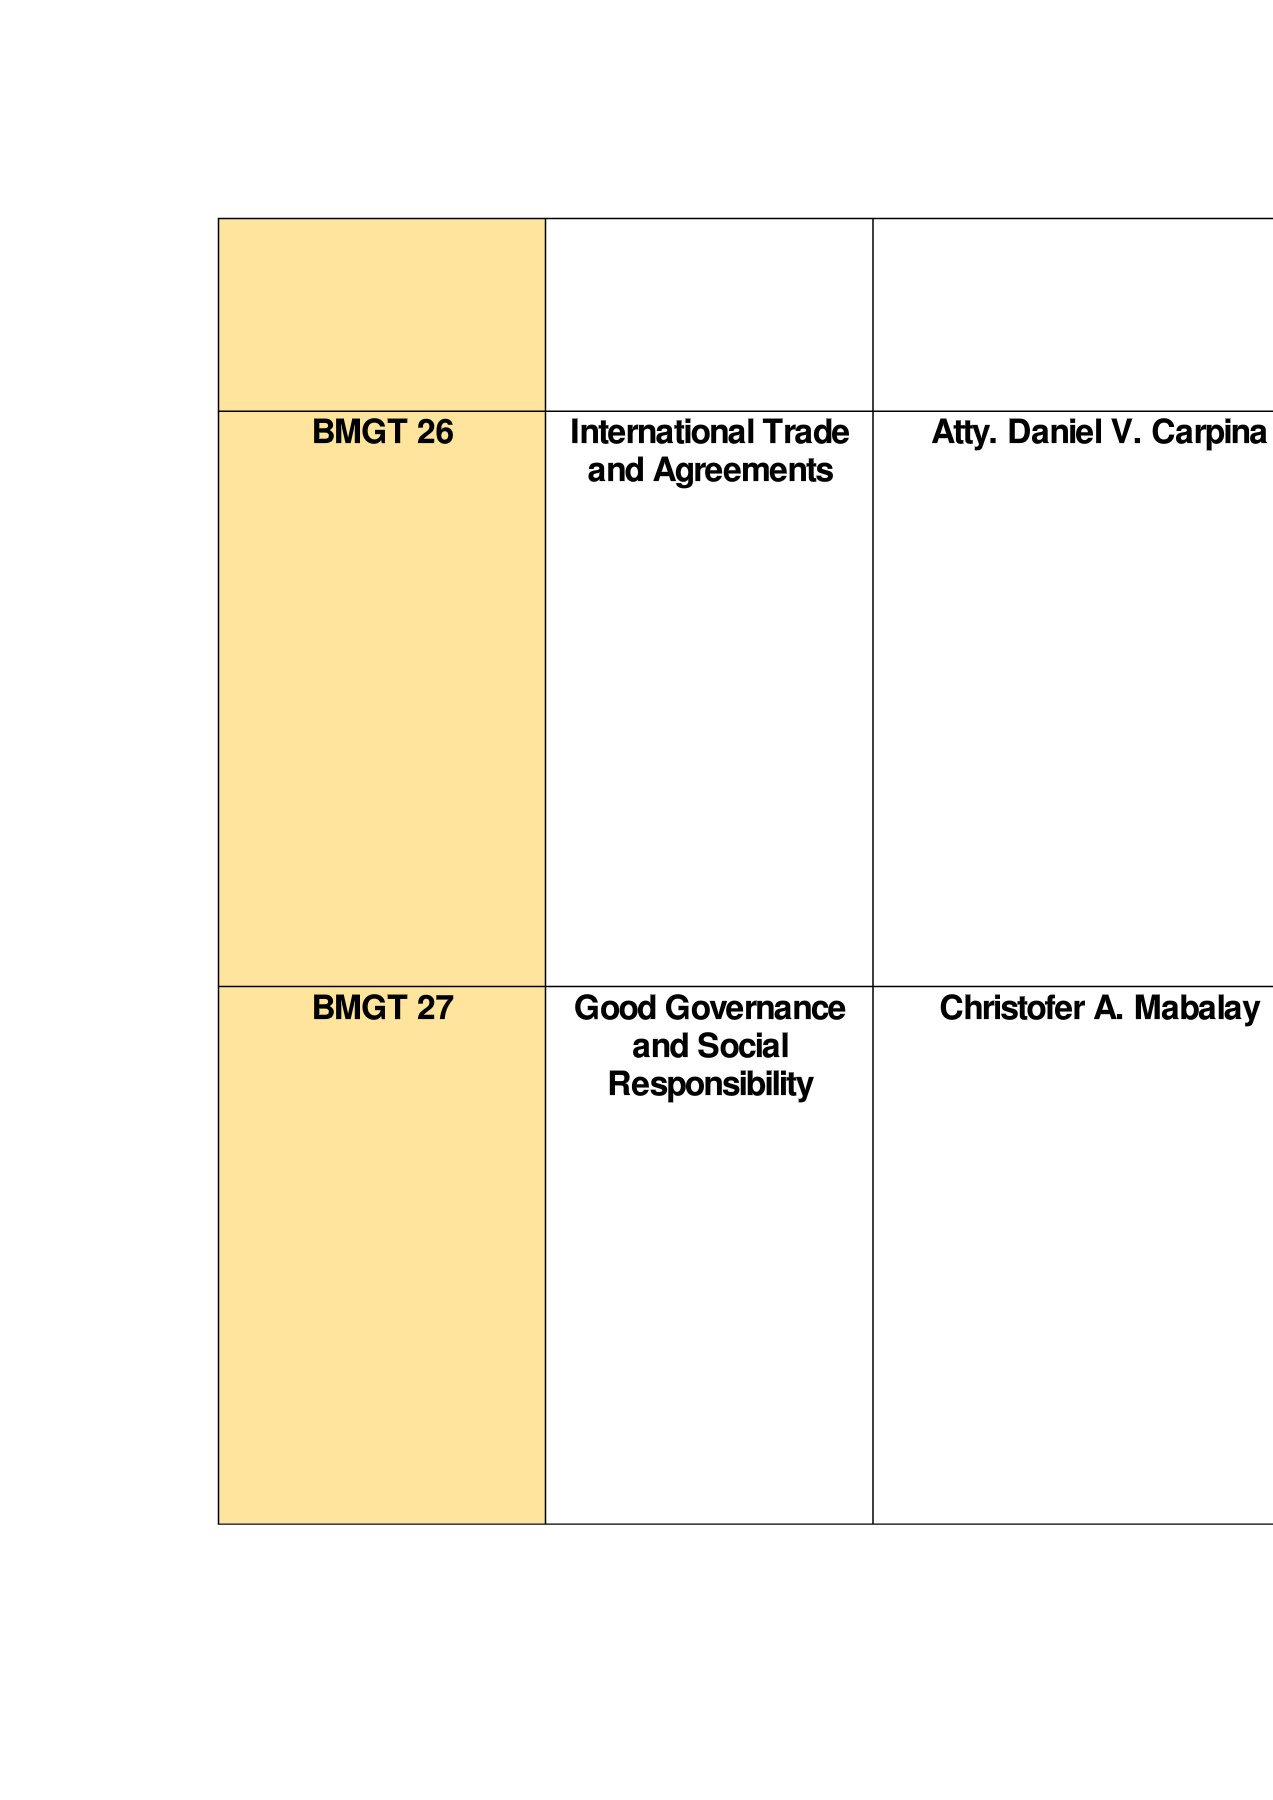 BMGT 26
International Trade
and Agreements
Atty. Daniel V. Carpina
BMGT 27
Good Governance
and Social
Responsibility
Christofer A. Mabalay